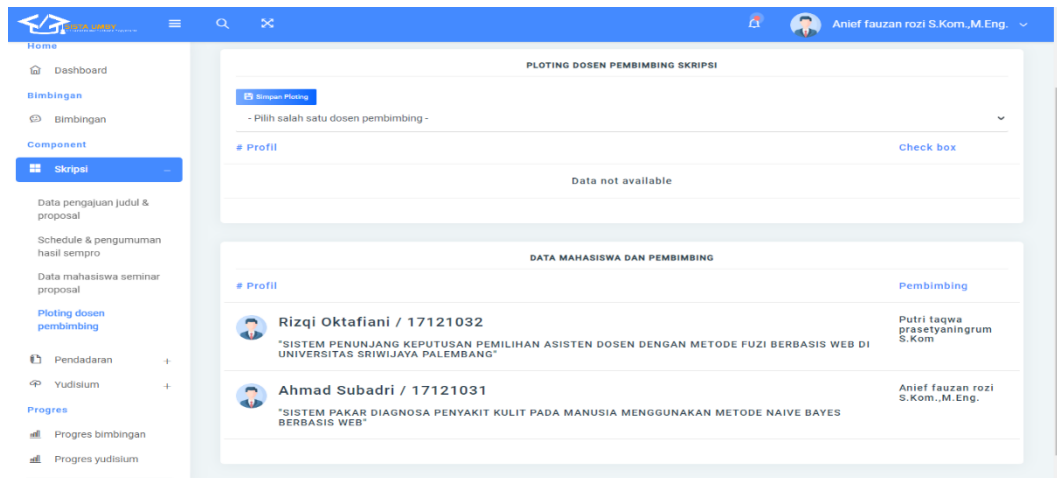 SISTA UMBY
Anief fauzan rozi S.Kom.,M.Eng.
Home
Dashboard
Bimbingan
Bimbingan
Component
Skripsi
Data pengajuan judul &
proposal
Schedule & pengumuman
hasil sempro
Data mahasiswa seminar
proposal
Ploting dosen
pembimbing
Pendadaran
Yudisium
Progres
Progres bimbingan
Progres yudisium
PLOTING DOSEN PEMBIMBING SKRIPSI
Simpan Ploting
- Pilih salah satu dosen pembimbing -
# Profil Check box
Data not available
DATA MAHASISWA DAN PEMBIMBING
# Profil Pembimbing
Rizqi Oktafiani / 17121032
"SISTEM PENUNJANG KEPUTUSAN PEMILIHAN ASISTEN DOSEN DENGAN METODE FUZI BERBASIS WEB DI
UNIVERSITAS SRIWIJAYA PALEMBANG"
Putri taqwa
prasetyaningrum
S.Kom
Ahmad Subadri / 17121031
"SISTEM PAKAR DIAGNOSA PENYAKIT KULIT PADA MANUSIA MENGGUNAKAN METODE NAIVE BAYES
BERBASIS WEB"
Anief fauzan rozi
S.Kom.,M.Eng.